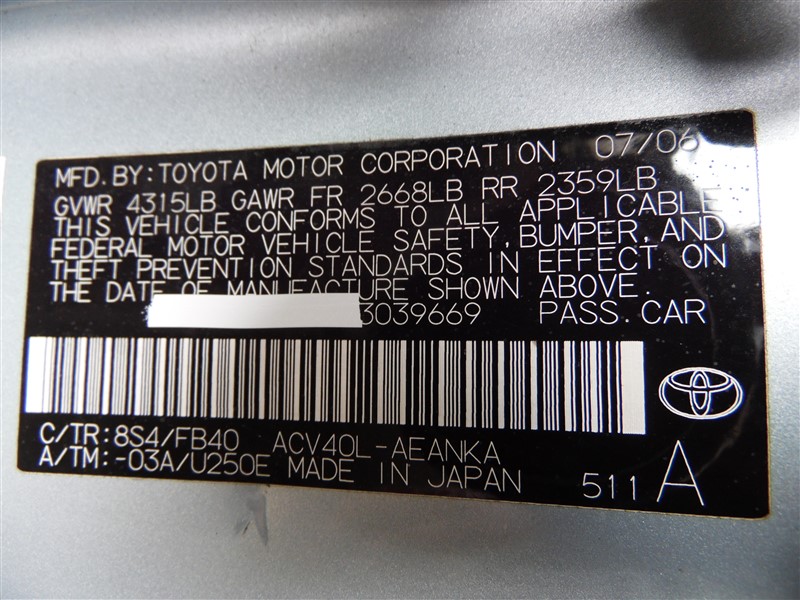 MFD. BY: TOYOTA MOTOR CORPORATION 07/06
GVWR 4315LB GAWR FR 2668LB RR 2359LB
THIS VEHICLE CONFORMS TO ALL APPLICABLE
FEDERAL MOTOR VEHICLE SAFETY, BUMPER, AND
THEFT PREVENTION STANDARDS IN EFFECT ON
THE DATE OF MANUFACTURE SHOWN ABOVE.
3039669 PASS. CAR
C/TR: 8S4/FB40 ACV40L-AEANKA
A/TM: -03A/U250E MADE IN JAPAN 511 A